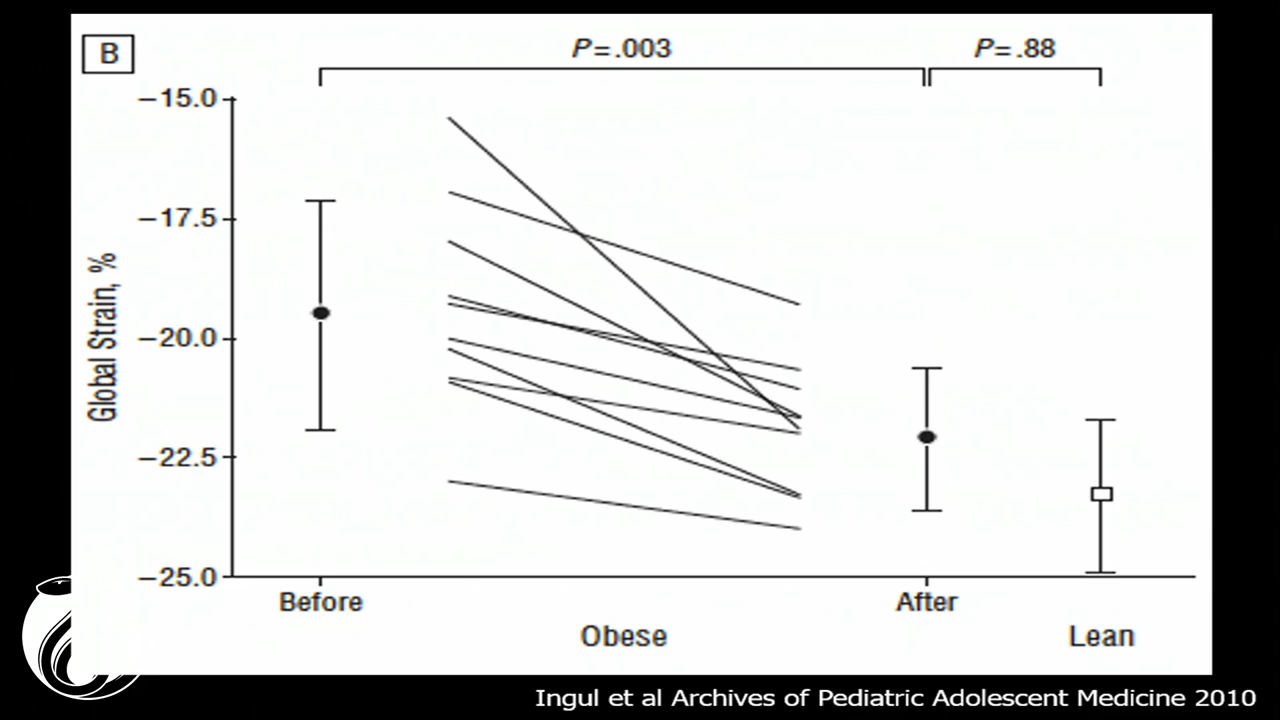 B
P=.003
P=.88
−15.0
−17.5
−20.0
−22.5
−25.0
Global Strain, %
Before
After
Obese
Lean
Ingul et al Archives of Pediatric Adolescent Medicine 2010